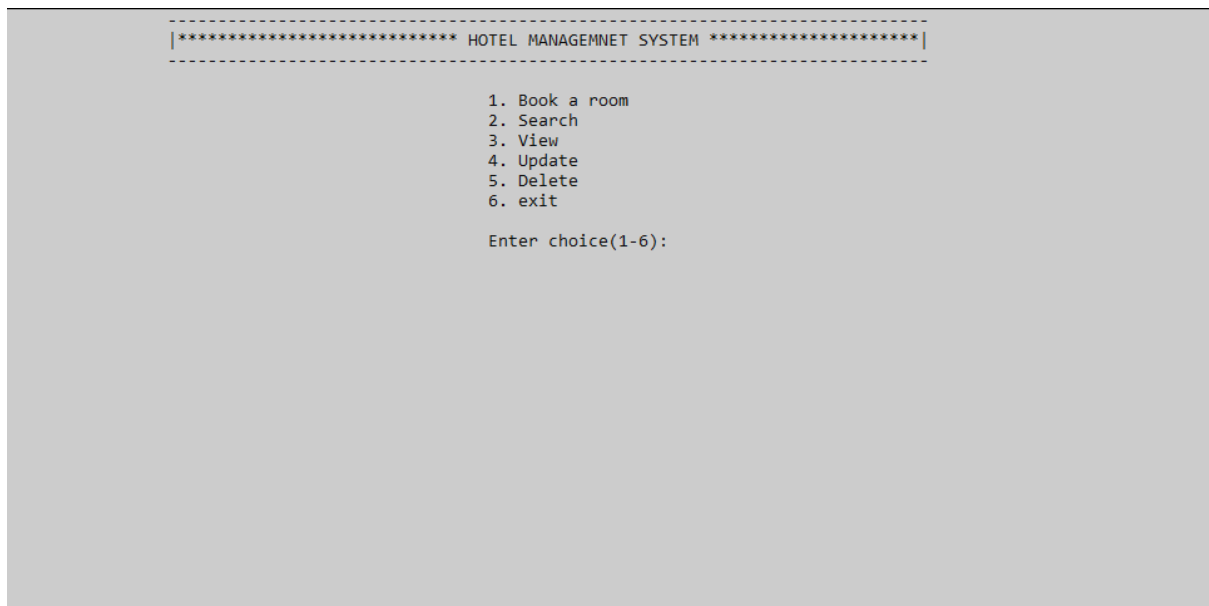 ----------------------------------------------------------------------------
|**************************** HOTEL MANAGEMNET SYSTEM *********************|
----------------------------------------------------------------------------
1. Book a room
2. Search
3. View
4. Update
5. Delete
6. exit
Enter choice(1-6):